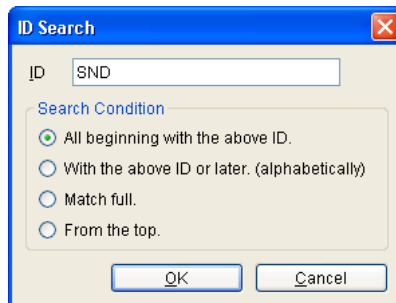 ID Search
ID SND
Search Condition
All beginning with the above ID.
With the above ID or later. (alphabetically)
Match full.
From the top.
OK Cancel